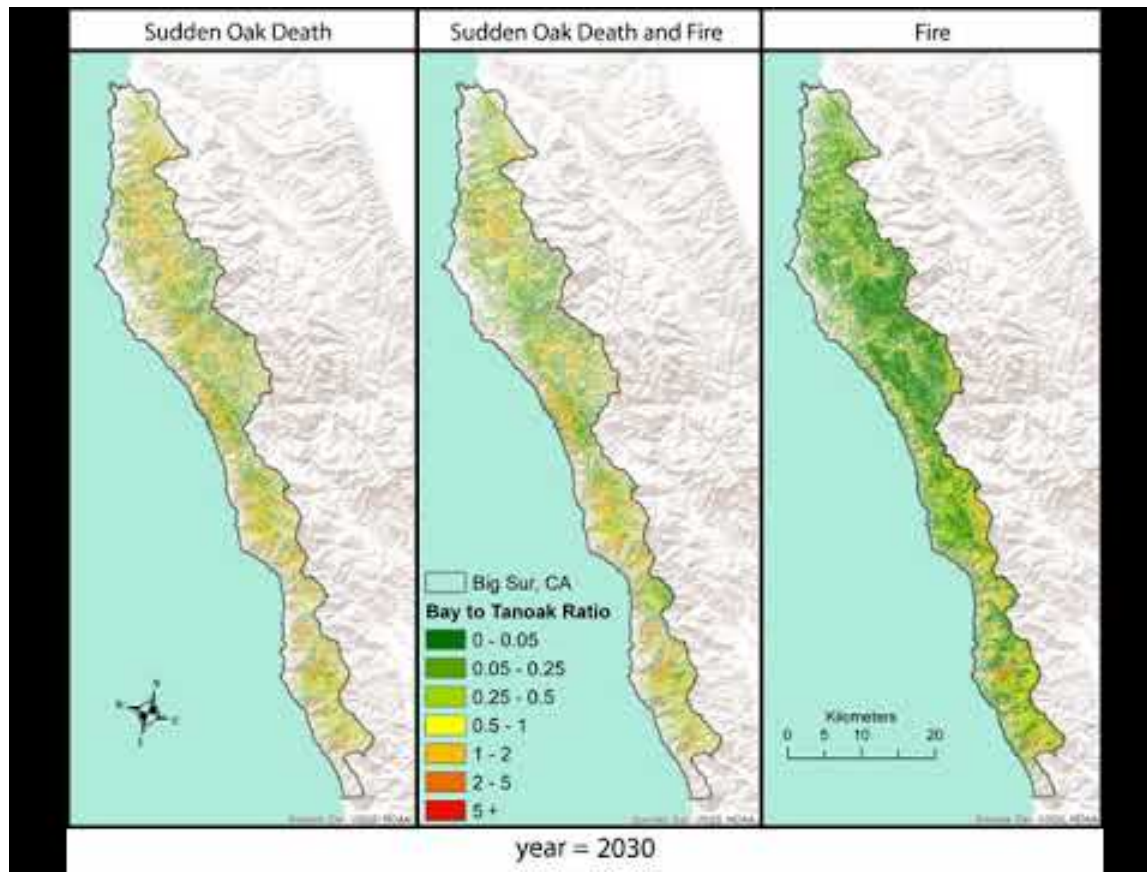 Sudden Oak Death
Sudden Oak Death and Fire
Fire
Big Sur, CA
Bay to Tanoak Ratio
0 - 0.05
0.05 - 0.25
0.25 - 0.5
0.5 - 1
1 - 2
2 - 5
5 +
N
E
S
Kilometers
0 5 10 20
year = 2030